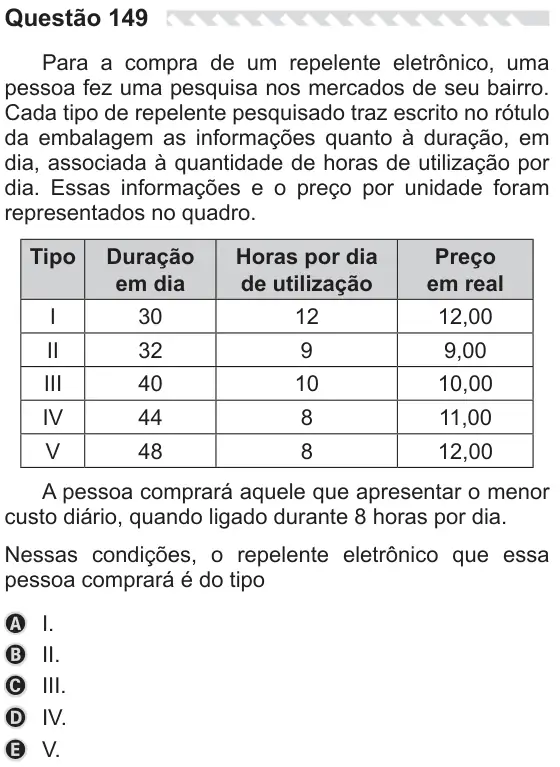 Questão 149
Para a compra de um repelente eletrônico, uma
pessoa fez uma pesquisa nos mercados de seu bairro.
Cada tipo de repelente pesquisado traz escrito no rótulo
da embalagem as informações quanto à duração, em
dia, associada à quantidade de horas de utilização por
dia. Essas informações e o preço por unidade foram
representados no quadro.
Tipo Duração em dia Horas por dia de utilização Preço em real
I 30 12 12,00
II 32 9 9,00
III 40 10 10,00
IV 44 8 11,00
V 48 8 12,00
A pessoa comprará aquele que apresentar o menor
custo diário, quando ligado durante 8 horas por dia.
Nessas condições, o repelente eletrônico que essa
pessoa comprará é do tipo
A I.
B II.
C III.
D IV.
E V.